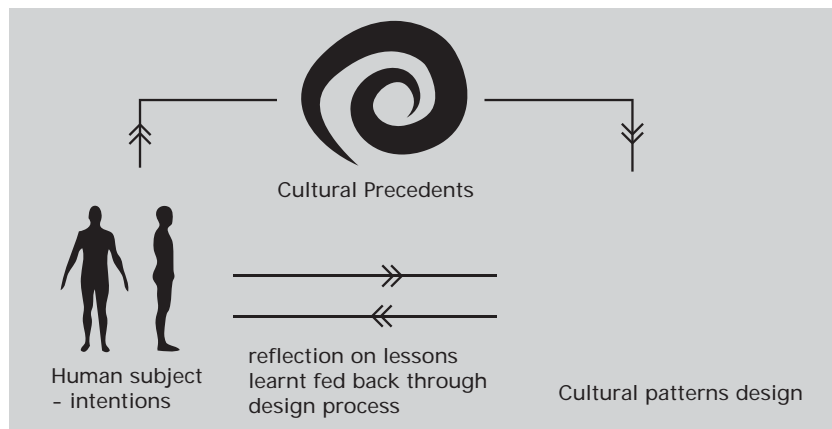 Cultural Precedents
Human subject
- intentions
reflection on lessons
learnt fed back through
design process
Cultural patterns design